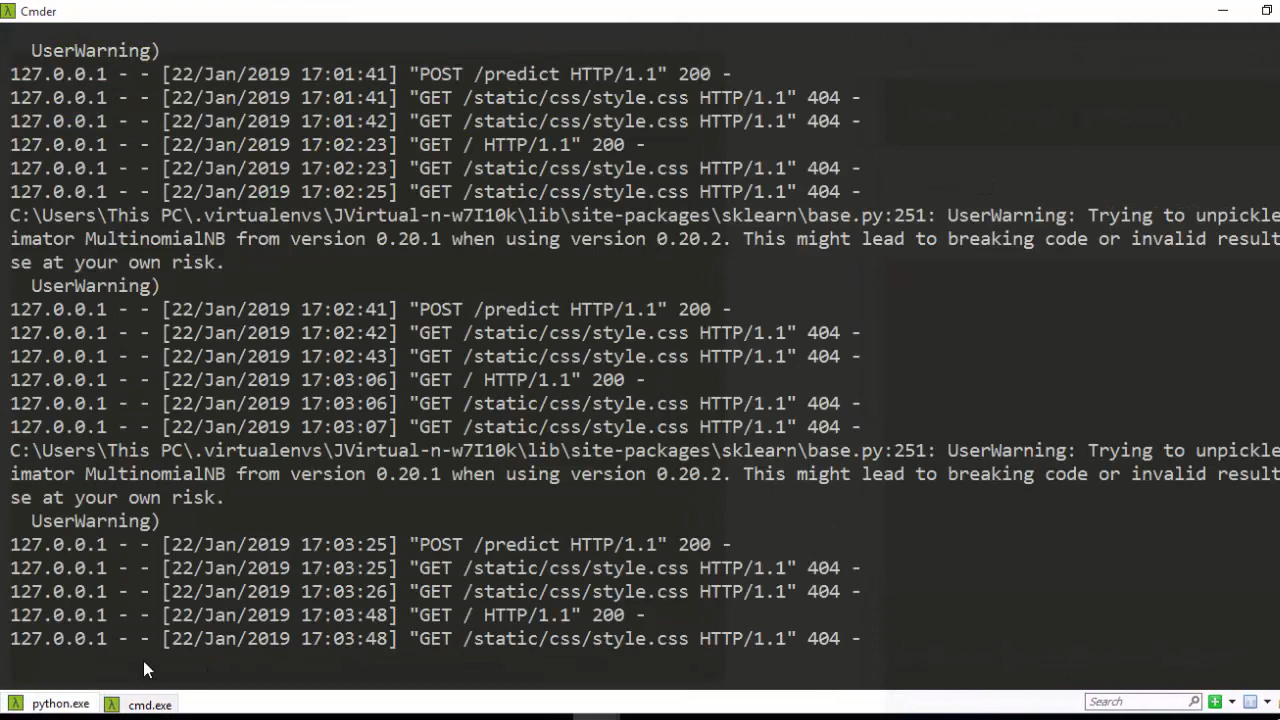 Cmder
UserWarning)
127.0.0.1 - - [22/Jan/2019 17:01:41] "POST /predict HTTP/1.1" 200 -
127.0.0.1 - - [22/Jan/2019 17:01:41] "GET /static/css/style.css HTTP/1.1" 404 -
127.0.0.1 - - [22/Jan/2019 17:01:42] "GET /static/css/style.css HTTP/1.1" 404 -
127.0.0.1 - - [22/Jan/2019 17:02:23] "GET / HTTP/1.1" 200 -
127.0.0.1 - - [22/Jan/2019 17:02:23] "GET /static/css/style.css HTTP/1.1" 404 -
127.0.0.1 - - [22/Jan/2019 17:02:25] "GET /static/css/style.css HTTP/1.1" 404 -
C:\Users\This PC\.virtualenvs\JVirtual-n-w7I10k\lib\site-packages\sklearn\base.py:251: UserWarning: Trying to unpickle
imator MultinomialNB from version 0.20.1 when using version 0.20.2. This might lead to breaking code or invalid result
se at your own risk.
UserWarning)
127.0.0.1 - - [22/Jan/2019 17:02:41] "POST /predict HTTP/1.1" 200 -
127.0.0.1 - - [22/Jan/2019 17:02:42] "GET /static/css/style.css HTTP/1.1" 404 -
127.0.0.1 - - [22/Jan/2019 17:02:43] "GET /static/css/style.css HTTP/1.1" 404 -
127.0.0.1 - - [22/Jan/2019 17:03:06] "GET / HTTP/1.1" 200 -
127.0.0.1 - - [22/Jan/2019 17:03:06] "GET /static/css/style.css HTTP/1.1" 404 -
127.0.0.1 - - [22/Jan/2019 17:03:07] "GET /static/css/style.css HTTP/1.1" 404 -
C:\Users\This PC\.virtualenvs\JVirtual-n-w7I10k\lib\site-packages\sklearn\base.py:251: UserWarning: Trying to unpickle
imator MultinomialNB from version 0.20.1 when using version 0.20.2. This might lead to breaking code or invalid result
se at your own risk.
UserWarning)
127.0.0.1 - - [22/Jan/2019 17:03:25] "POST /predict HTTP/1.1" 200 -
127.0.0.1 - - [22/Jan/2019 17:03:25] "GET /static/css/style.css HTTP/1.1" 404 -
127.0.0.1 - - [22/Jan/2019 17:03:26] "GET /static/css/style.css HTTP/1.1" 404 -
127.0.0.1 - - [22/Jan/2019 17:03:48] "GET / HTTP/1.1" 200 -
127.0.0.1 - - [22/Jan/2019 17:03:48] "GET /static/css/style.css HTTP/1.1" 404 -
python.exe cmd.exe Search